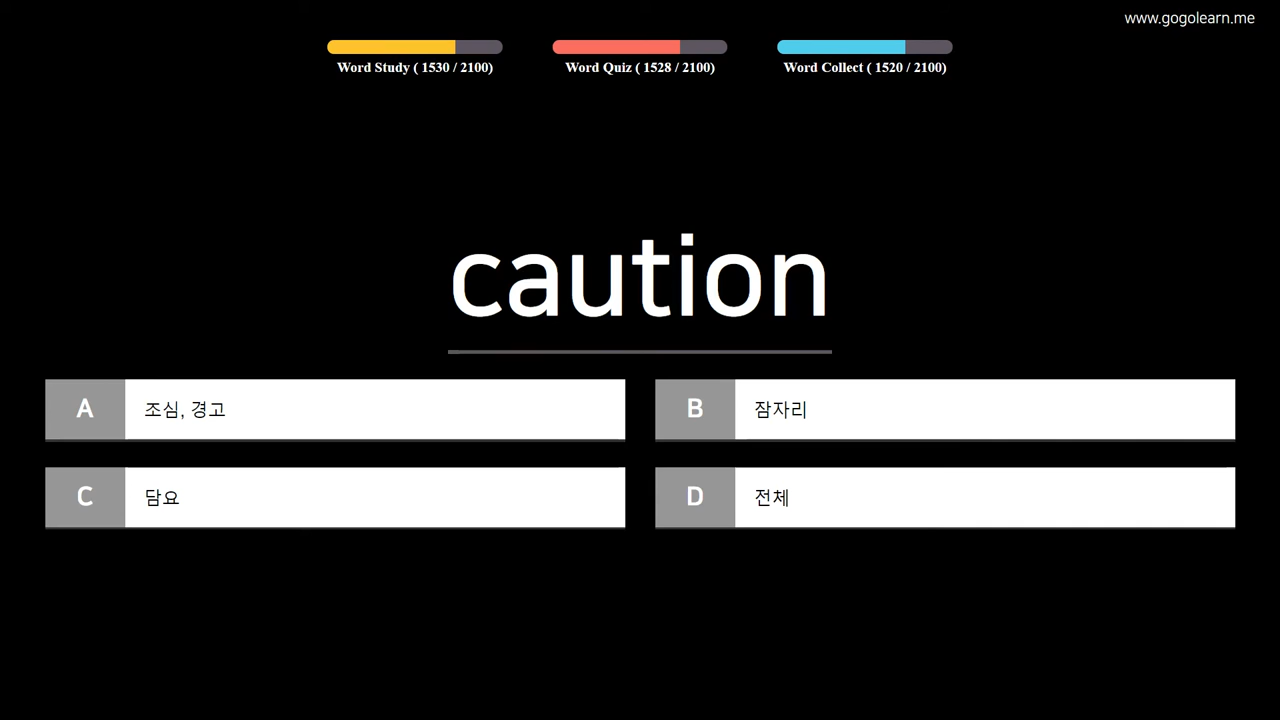 www.gogolearn.me
Word Study ( 1530 / 2100)
Word Quiz ( 1528 / 2100)
Word Collect ( 1520 / 2100)
caution
A 조심, 경고
B 잠자리
C 담요
D 전체